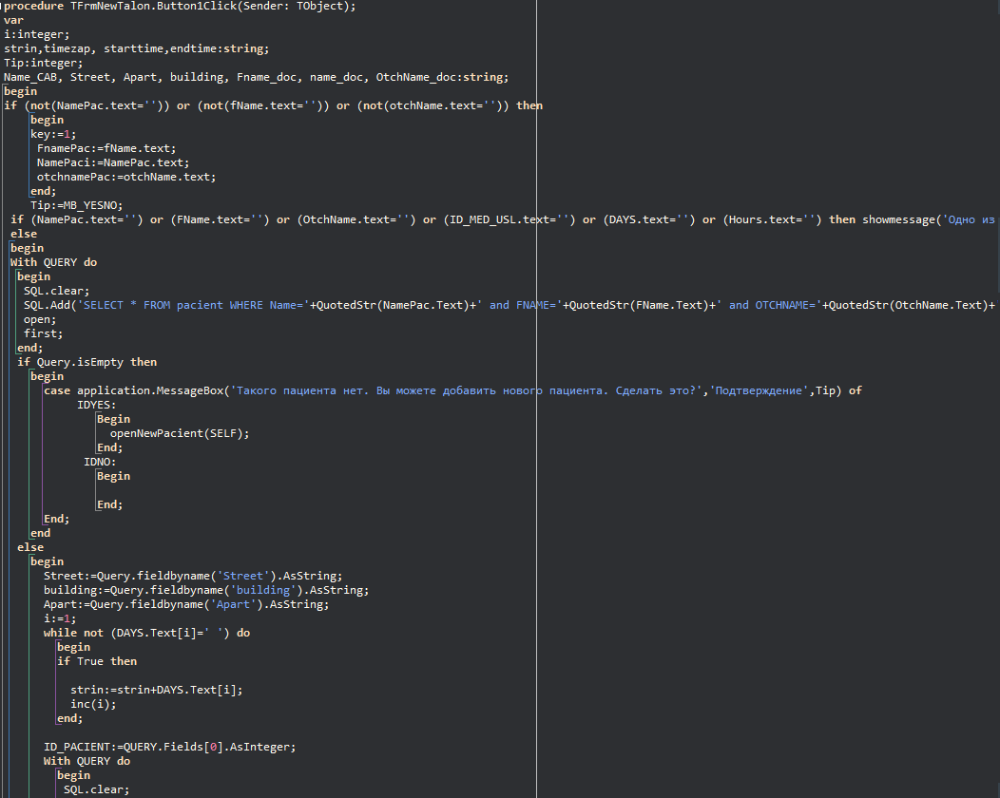 procedure TFrmNewTalon.Button1Click(Sender: TObject);
var
i:integer;
strin,timezap, starttime,endtime:string;
Tip:integer;
Name_CAB, Street, Apart, building, Fname_doc, name_doc, OtchName_doc:string;
begin
if (not(NamePac.text='')) or (not(fName.text='')) or (not(otchName.text='')) then
begin
key:=1;
FnamePac:=fName.text;
NamePaci:=NamePac.text;
otchnamePac:=otchName.text;
end;
Tip:=MB_YESNO;
if (NamePac.text='') or (FName.text='') or (OtchName.text='') or (ID_MED_USL.text='') or (DAYS.text='') or (Hours.text='') then showmessage('Одно из
else
begin
With QUERY do
begin
SQL.clear;
SQL.Add('SELECT * FROM pacient WHERE Name='+QuotedStr(NamePac.Text)+' and FNAME='+QuotedStr(FName.Text)+' and OTCHNAME='+QuotedStr(OtchName.Text)+
open;
first;
end;
if Query.isEmpty then
begin
case application.MessageBox('Такого пациента нет. Вы можете добавить нового пациента. Сделать это?','Подтверждение',Tip) of
IDYES:
Begin
openNewPacient(SELF);
End;
IDNO:
Begin
End;
End;
end
else
begin
Street:=Query.fieldbyname('Street').AsString;
building:=Query.fieldbyname('building').AsString;
Apart:=Query.fieldbyname('Apart').AsString;
i:=1;
while not (DAYS.Text[i]=' ') do
begin
if True then
strin:=strin+DAYS.Text[i];
inc(i);
end;
ID_PACIENT:=QUERY.Fields[0].AsInteger;
With QUERY do
begin
SQL.clear;